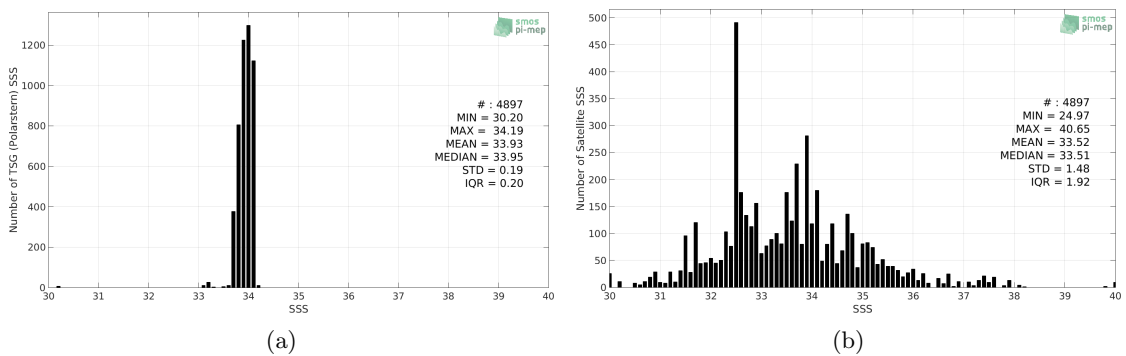 smos
pi-mep
Number of TSG (Polarstern) SSS
1200
1000
800
600
400
200
0
# : 4897
MIN = 30.20
MAX = 34.19
MEAN = 33.93
MEDIAN = 33.95
STD = 0.19
IQR = 0.20
30 31 32 33 34 35 36 37 38 39 40
SSS
(a)
smos
pi-mep
Number of Satellite SSS
500
450
400
350
300
250
200
150
100
50
0
# : 4897
MIN = 24.97
MAX = 40.65
MEAN = 33.52
MEDIAN = 33.51
STD = 1.48
IQR = 1.92
30 31 32 33 34 35 36 37 38 39 40
SSS
(b)